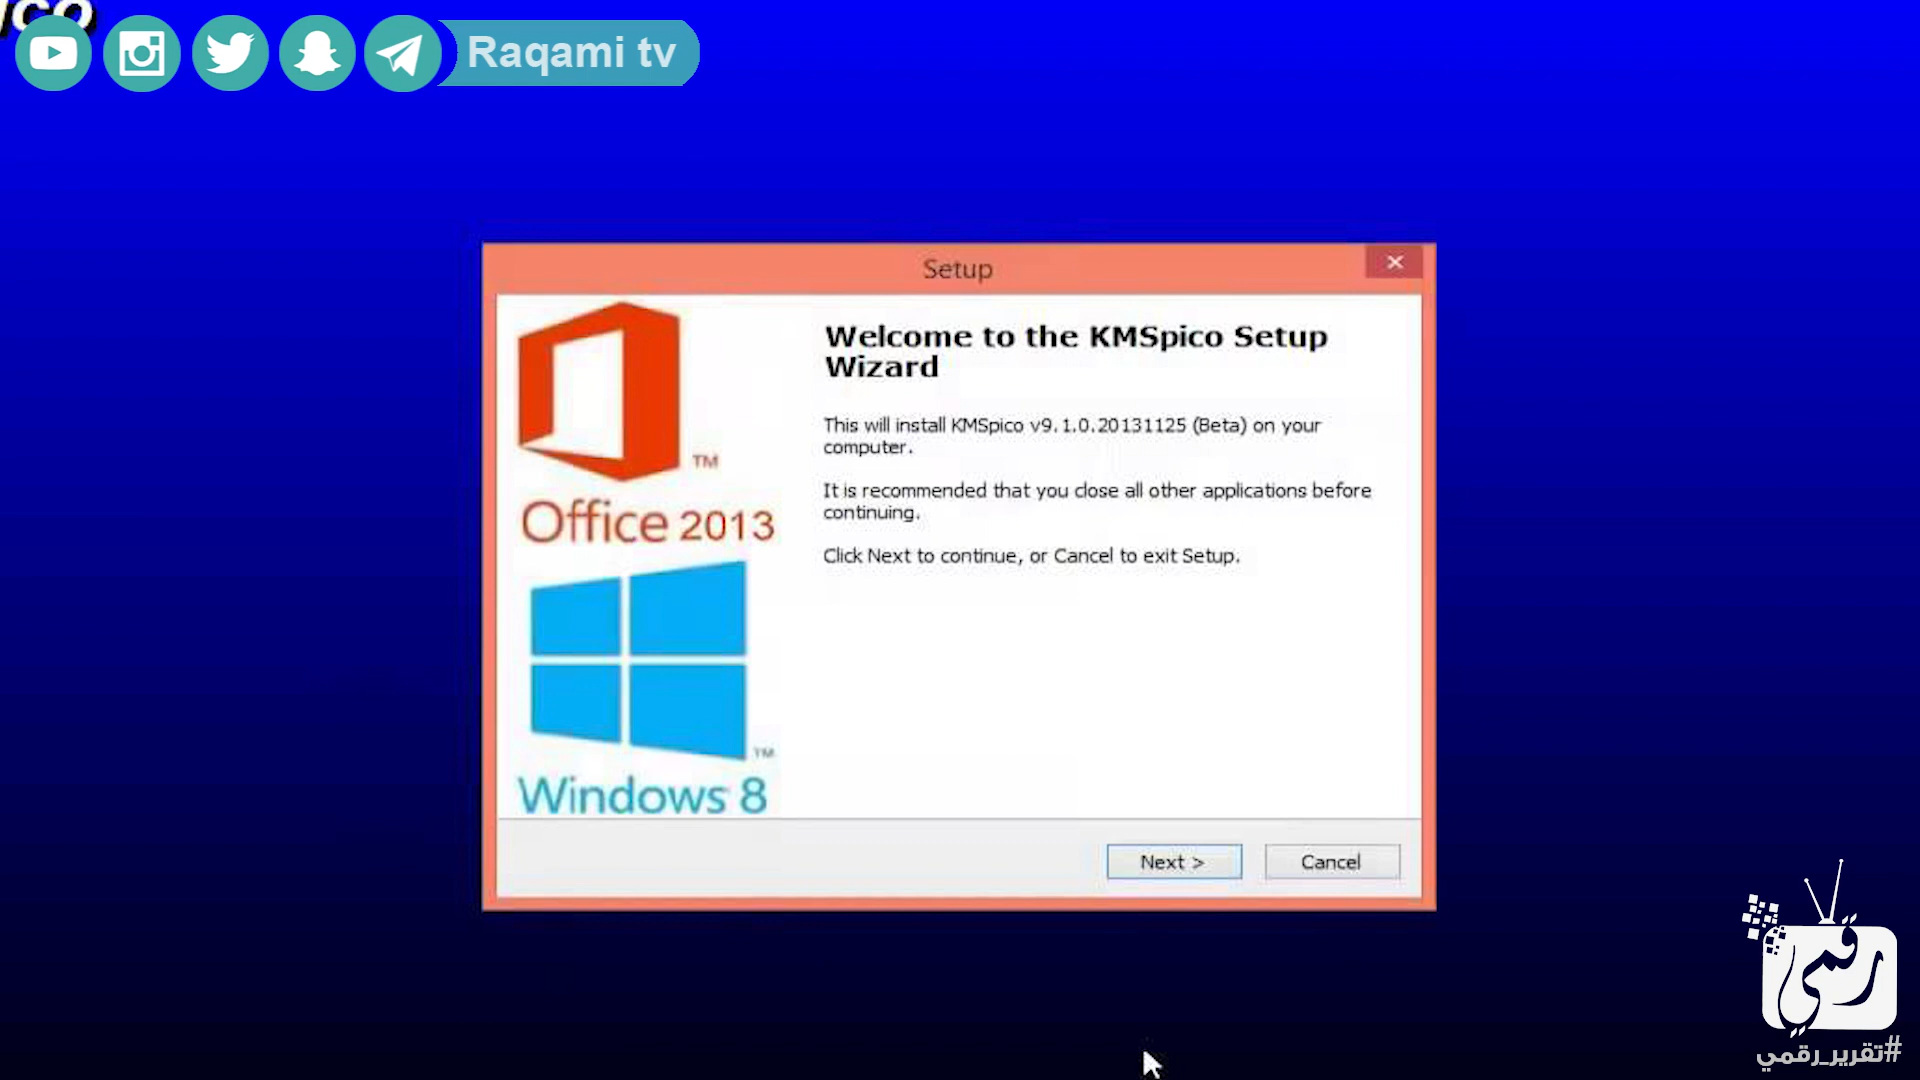 Raqami tv
Setup
Welcome to the KMSpico Setup
Wizard
This will install KMSpico v9.1.0.20131125 (Beta) on your
computer.
It is recommended that you close all other applications before
continuing.
Click Next to continue, or Cancel to exit Setup.
TM
Office 2013
TM
Windows 8
Next >
Cancel
رقمي
#تقرير_رقمي